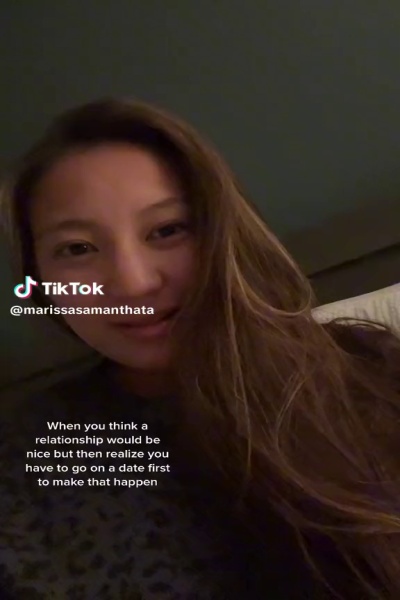 TikTok
@marissasamanthata
When you think a
relationship would be
nice but then realize you
have to go on a date first
to make that happen